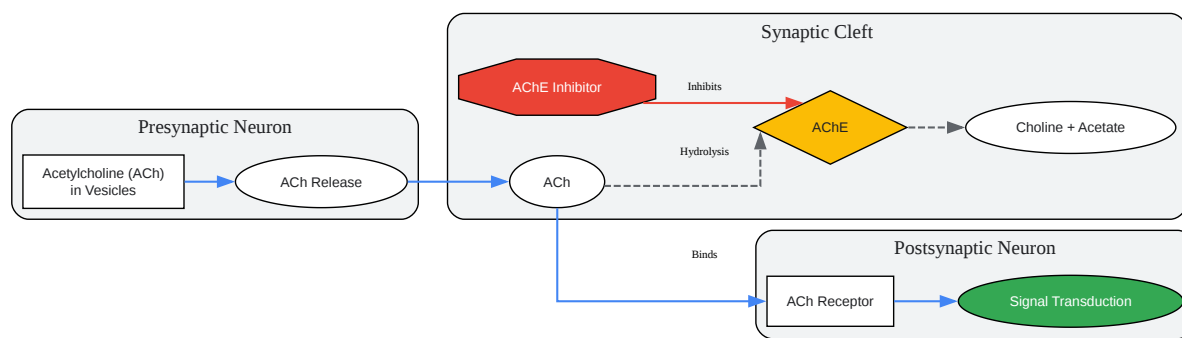 Synaptic Cleft
AChE Inhibitor
Inhibits
Presynaptic Neuron
AChE
Choline + Acetate
Hydrolysis
Acetylcholine (ACh)
in Vesicles
ACh Release
ACh
Binds
Postsynaptic Neuron
ACh Receptor
Signal Transduction